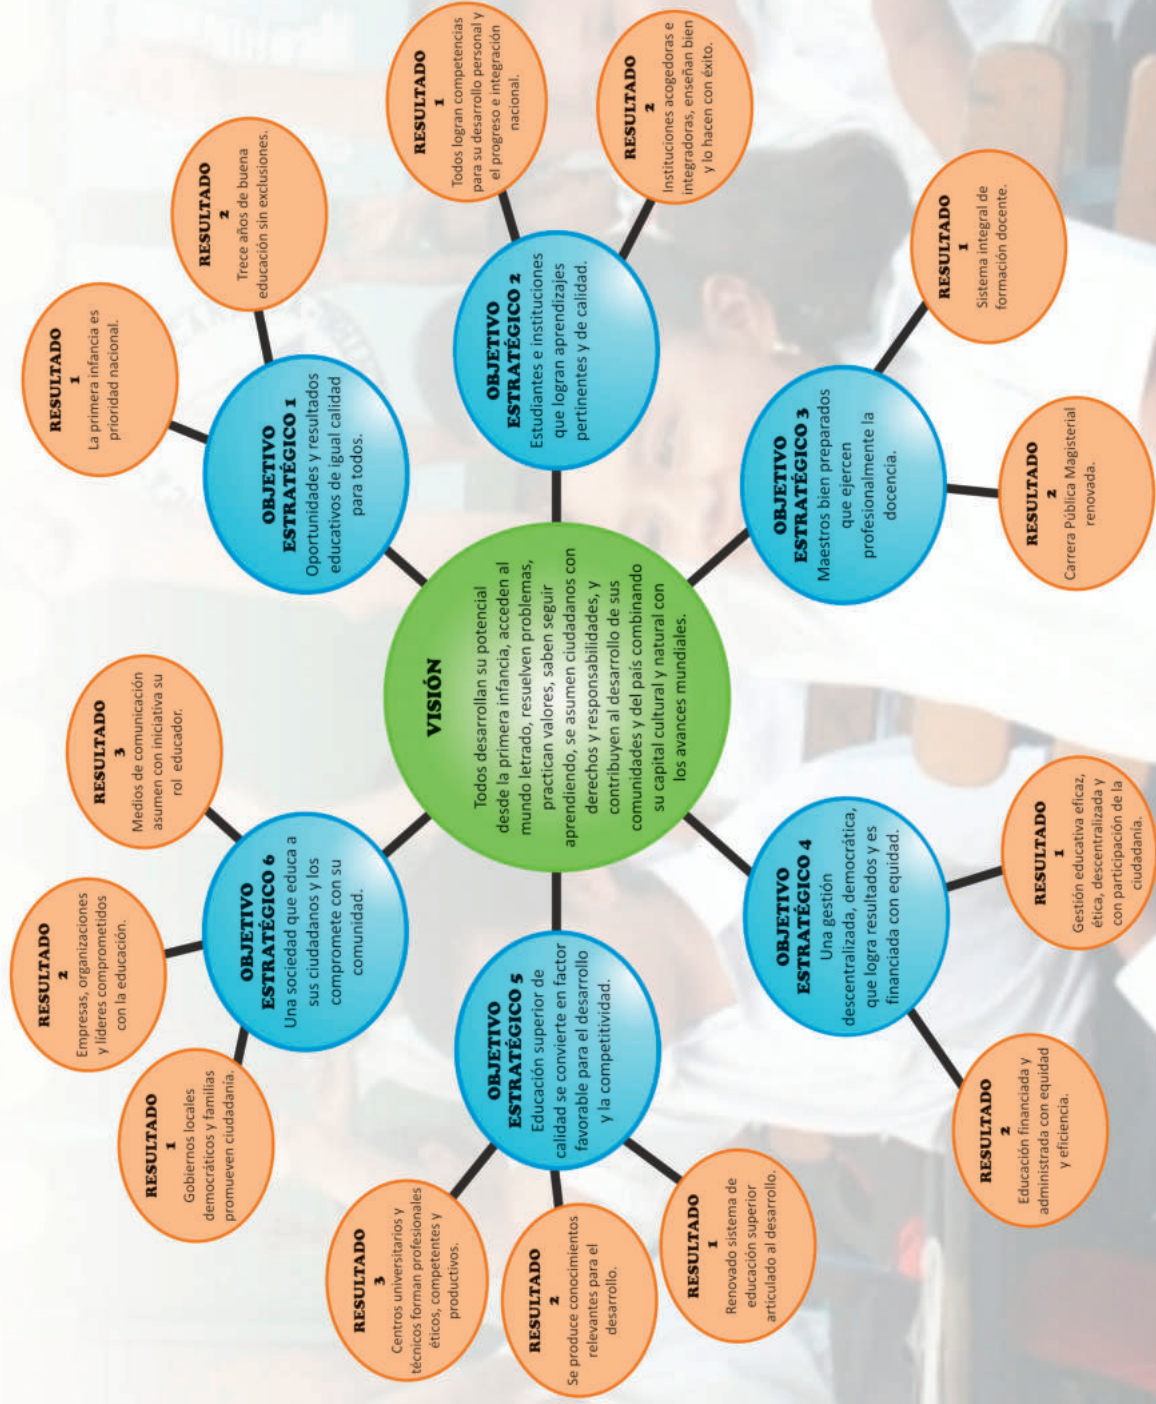 VISIÓN
Todos desarrollan su potencial
desde la primera infancia, acceden al
mundo letrado, resuelven problemas,
practican valores, saben seguir
aprendiendo, se asumen ciudadanos con
derechos y responsabilidades, y
contribuyen al desarrollo de sus
comunidades y del país combinando
su capital cultural y natural con
los avances mundiales.
OBJETIVO
ESTRATÉGICO 1
Oportunidades y resultados
educativos de igual calidad
para todos.
RESULTADO
1
La primera infancia es
prioridad nacional.
RESULTADO
2
Trece años de buena
educación sin exclusiones.
OBJETIVO
ESTRATÉGICO 2
Estudiantes e instituciones
que logran aprendizajes
pertinentes y de calidad.
RESULTADO
1
Todos logran competencias
para su desarrollo personal y
el progreso e integración
nacional.
RESULTADO
2
Instituciones acogedoras e
integradoras, enseñan bien
y lo hacen con éxito.
OBJETIVO
ESTRATÉGICO 3
Maestros bien preparados
que ejercen
profesionalmente la
docencia.
RESULTADO
1
Sistema integral de
formación docente.
RESULTADO
2
Carrera Pública Magisterial
renovada.
OBJETIVO
ESTRATÉGICO 4
Una gestión
descentralizada, democrática,
que logra resultados y es
financiada con equidad.
RESULTADO
1
Gestión educativa eficaz,
ética, descentralizada y
con participación de la
ciudadanía.
RESULTADO
2
Educación financiada y
administrada con equidad
y eficiencia.
OBJETIVO
ESTRATÉGICO 5
Educación superior de
calidad se convierte en factor
favorable para el desarrollo
y la competitividad.
RESULTADO
1
Renovado sistema de
educación superior
articulado al desarrollo.
RESULTADO
2
Se produce conocimientos
relevantes para el
desarrollo.
RESULTADO
3
Centros universitarios y
técnicos forman profesionales
éticos, competentes y
productivos.
OBJETIVO
ESTRATÉGICO 6
Una sociedad que educa a
sus ciudadanos y los
compromete con su
comunidad.
RESULTADO
1
Gobiernos locales
democráticos y familias
promueven ciudadanía.
RESULTADO
2
Empresas, organizaciones
y líderes comprometidos
con la educación.
RESULTADO
3
Medios de comunicación
asumen con iniciativa su
rol educador.